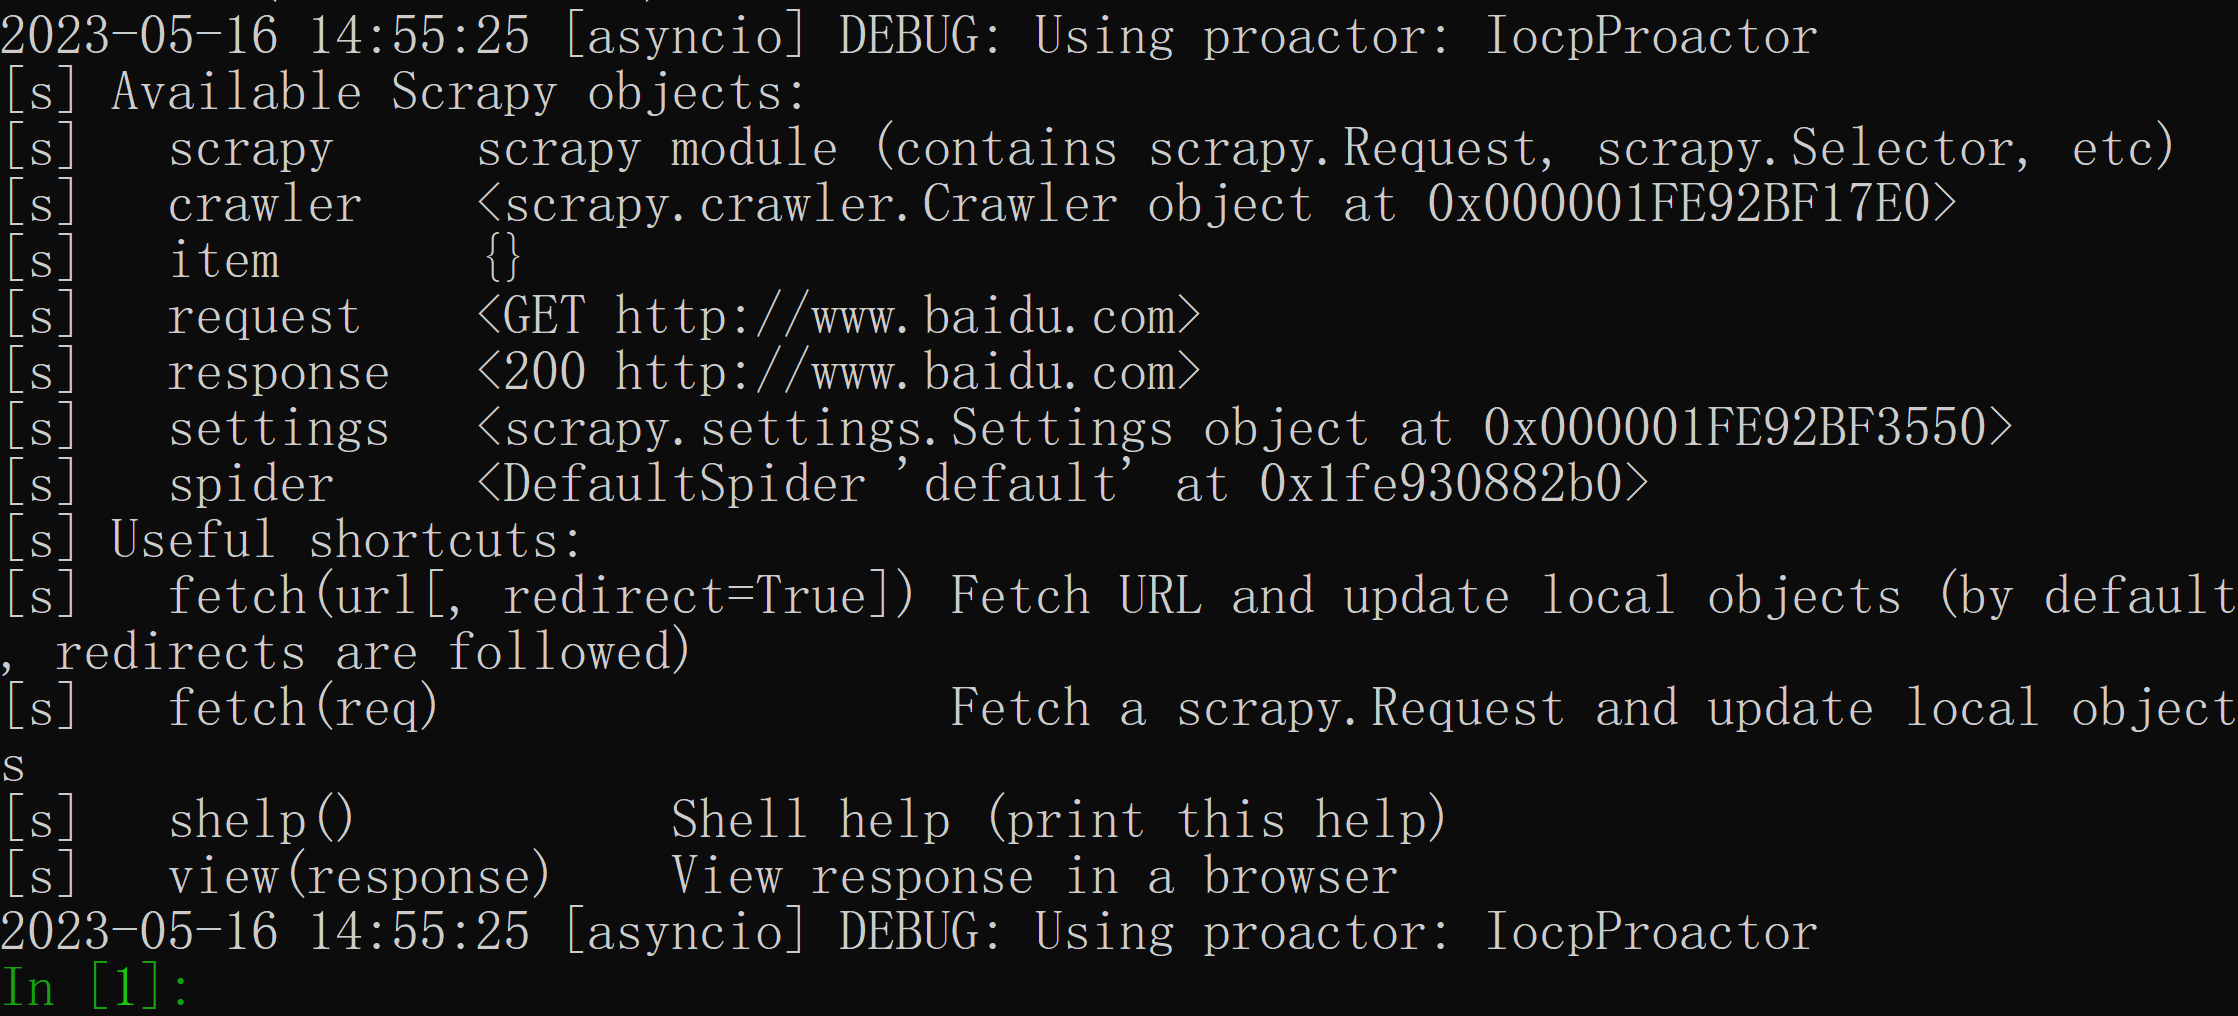 2023-05-16 14:55:25 [asyncio] DEBUG: Using proactor: IocpProactor
[s] Available Scrapy objects:
[s]   scrapy     scrapy module (contains scrapy.Request, scrapy.Selector, etc)
[s]   crawler    <scrapy.crawler.Crawler object at 0x000001FE92BF17E0>
[s]   item       {}
[s]   request    <GET http://www.baidu.com>
[s]   response   <200 http://www.baidu.com>
[s]   settings   <scrapy.settings.Settings object at 0x000001FE92BF3550>
[s]   spider     <DefaultSpider 'default' at 0x1fe930882b0>
[s] Useful shortcuts:
[s]   fetch(url[, redirect=True]) Fetch URL and update local objects (by default
, redirects are followed)
[s]   fetch(req)                  Fetch a scrapy.Request and update local object
s
[s]   shelp()           Shell help (print this help)
[s]   view(response)    View response in a browser
2023-05-16 14:55:25 [asyncio] DEBUG: Using proactor: IocpProactor
In [1]: